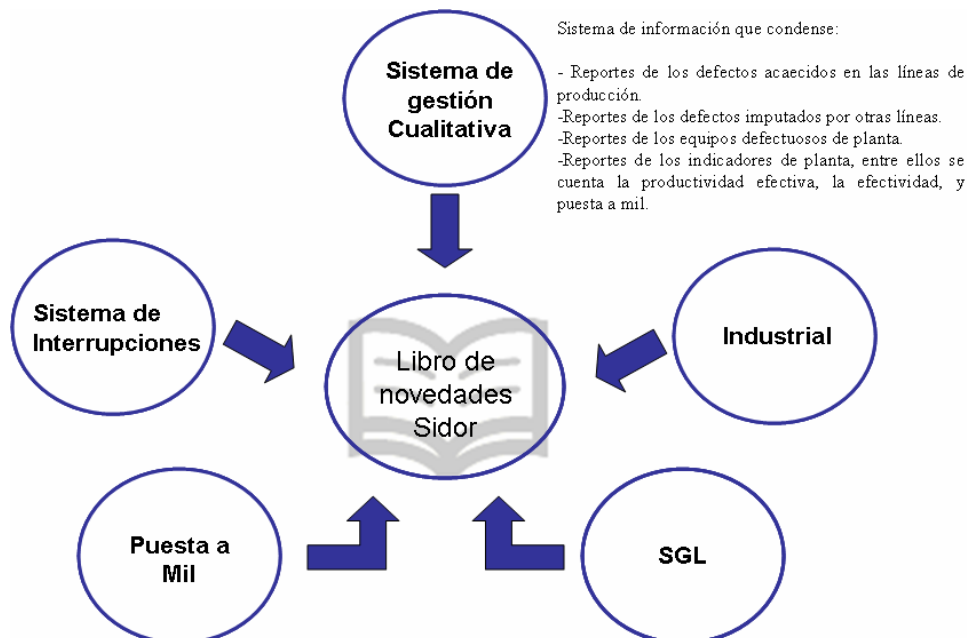 Sistema de
gestión
Cualitativa
Sistema de información que condense:
- Reportes de los defectos acaecidos en las líneas de
producción.
-Reportes de los defectos imputados por otras líneas.
-Reportes de los equipos defectuosos de planta.
-Reportes de los indicadores de planta, entre ellos se
cuenta la productividad efectiva, la efectividad, y
puesta a mil.
Sistema de
Interrupciones
Industrial
Libro de
novedades
Sidor
Puesta a
Mil
SGL